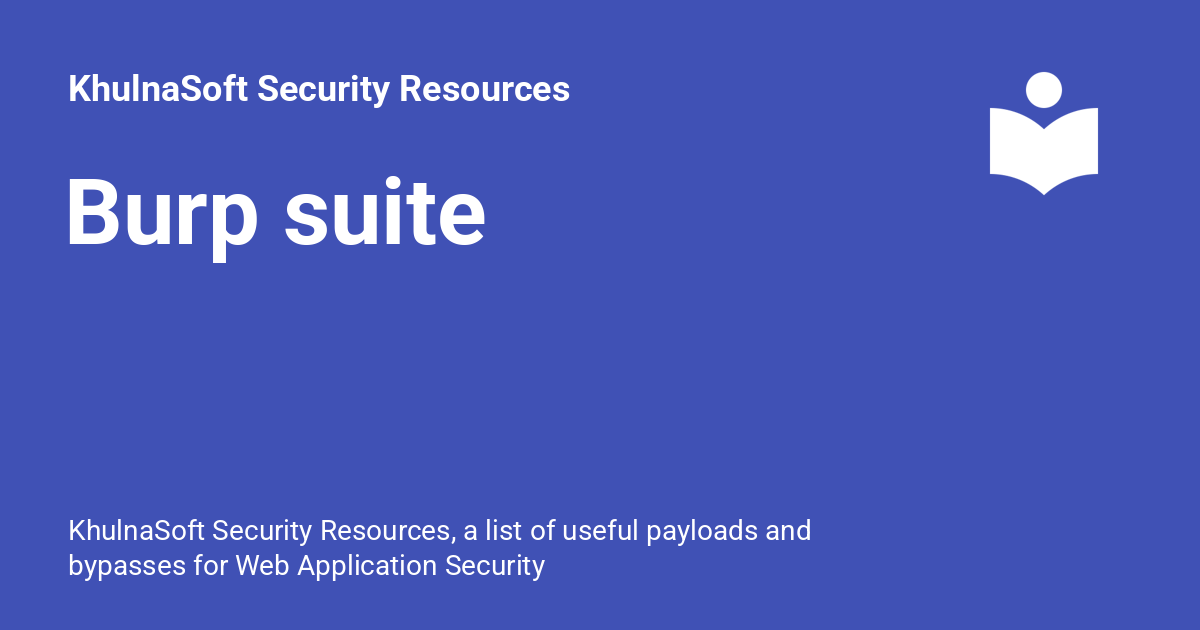 KhulnaSoft Security Resources
Burp suite
KhulnaSoft Security Resources, a list of useful payloads and
bypasses for Web Application Security